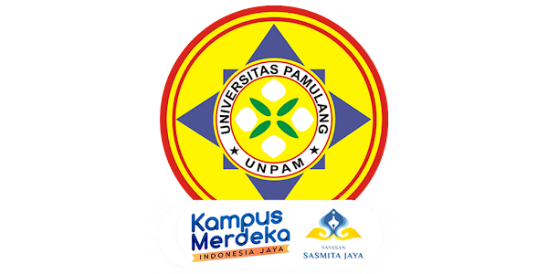 UNIVERSITAS PAMULANG
★ UNPAM ★
Kampus
Merdeka
INDONESIA JAYA
YAYASAN
SASMITA JAYA